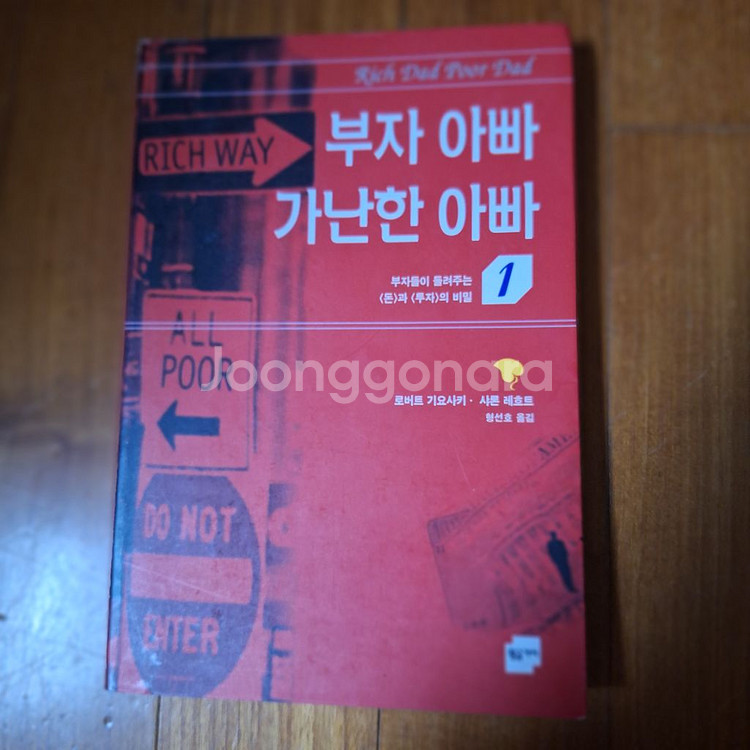 Rich Dad Poor Dad
RICH WAY
부자 아빠
가난한 아빠
부자들이 들려주는
〈돈〉과 〈투자〉의 비밀
1
ALL
POOR
Joonggonara
로버트 기요사키 · 샤론 레흐트
형선호 옮김
DO NOT
ENTER